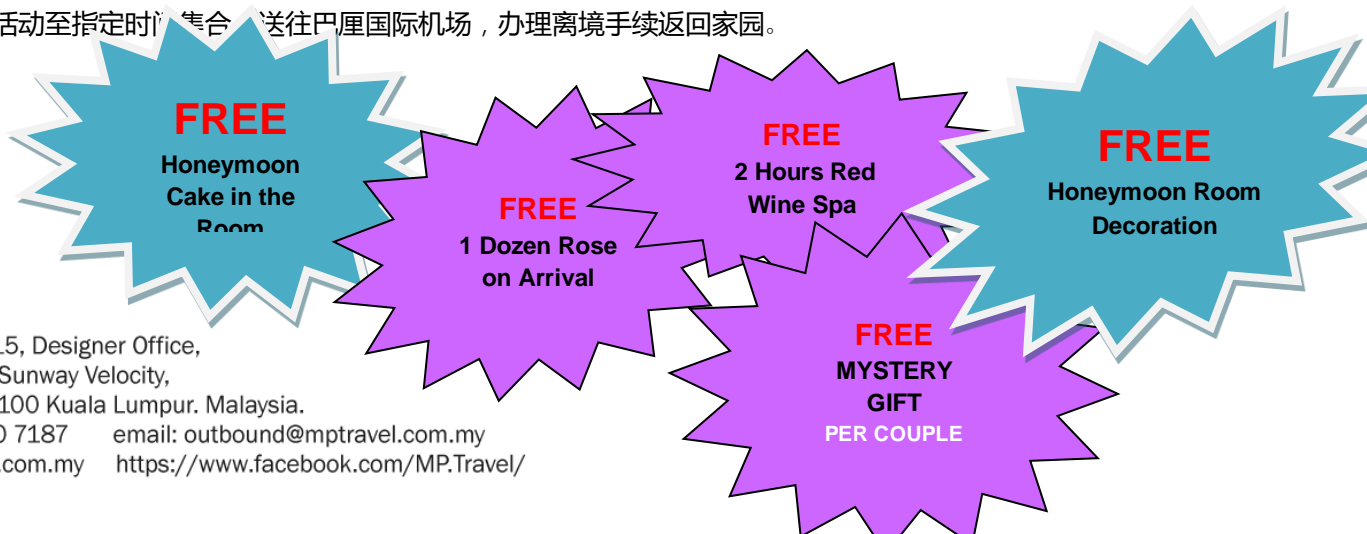 活动至指定时间集合，送往巴厘国际机场，办理离境手续返回家园。
FREE
Honeymoon
Cake in the
Room
FREE
1 Dozen Rose
on Arrival
FREE
2 Hours Red
Wine Spa
FREE
Honeymoon Room
Decoration
FREE
MYSTERY
GIFT
PER COUPLE
15, Designer Office,
Sunway Velocity,
100 Kuala Lumpur. Malaysia.
0 7187 email: outbound@mptravel.com.my
.com.my https://www.facebook.com/MP.Travel/